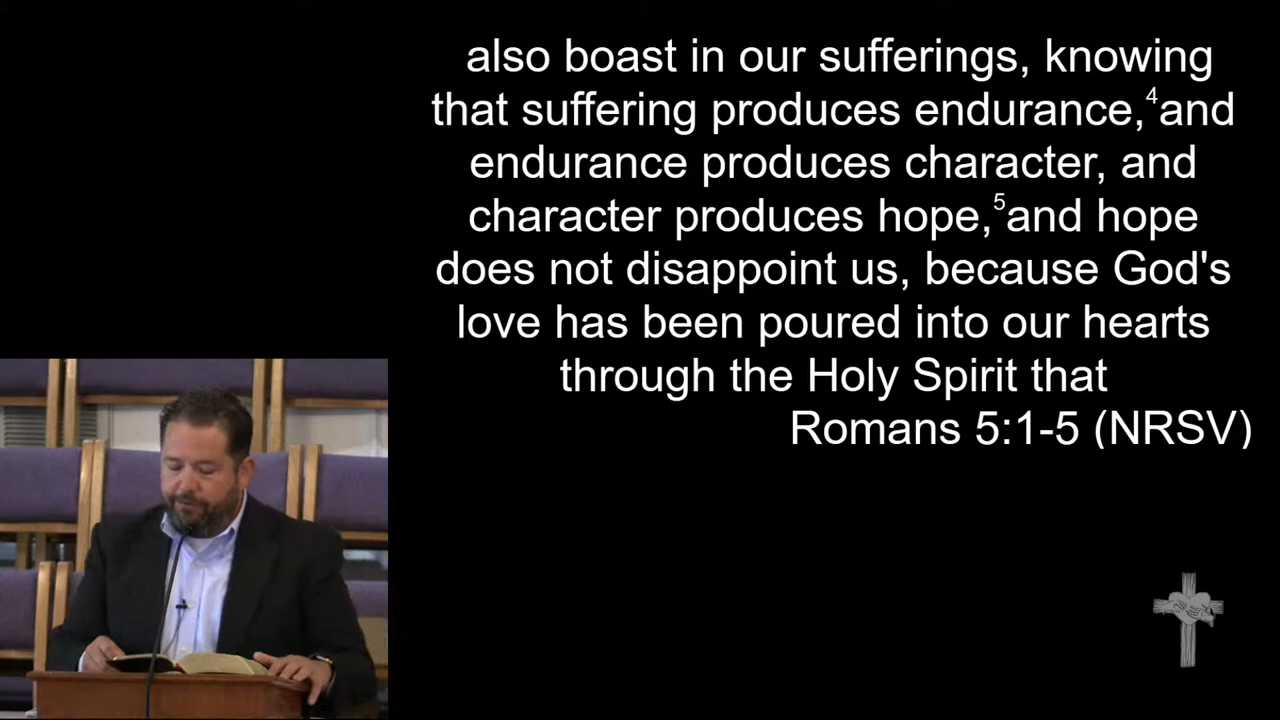 also boast in our sufferings, knowing
that suffering produces endurance,⁴and
endurance produces character, and
character produces hope,⁵and hope
does not disappoint us, because God's
love has been poured into our hearts
through the Holy Spirit that
Romans 5:1-5 (NRSV)